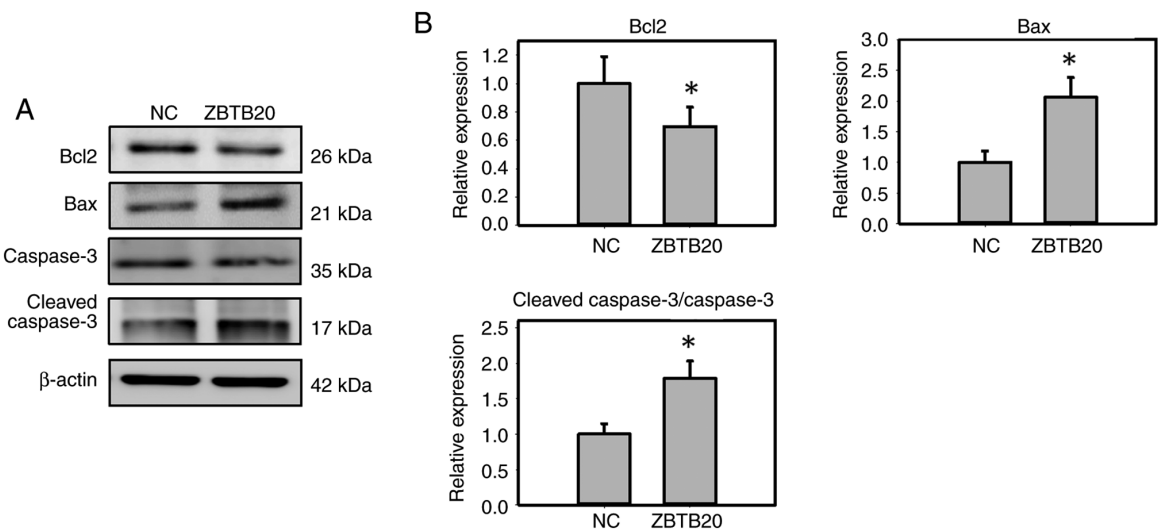 A
NC ZBTB20
Bcl2 26 kDa
Bax 21 kDa
Caspase-3 35 kDa
Cleaved
caspase-3 17 kDa
β-actin 42 kDa
B
Bcl2
Relative expression
1.2
1.0
0.8
0.6
0.4
0.2
0.0
*
NC ZBTB20
Bax
Relative expression
3.0
2.5
2.0
1.5
1.0
0.5
0.0
*
NC ZBTB20
Cleaved caspase-3/caspase-3
Relative expression
2.5
2.0
1.5
1.0
0.5
0.0
*
NC ZBTB20